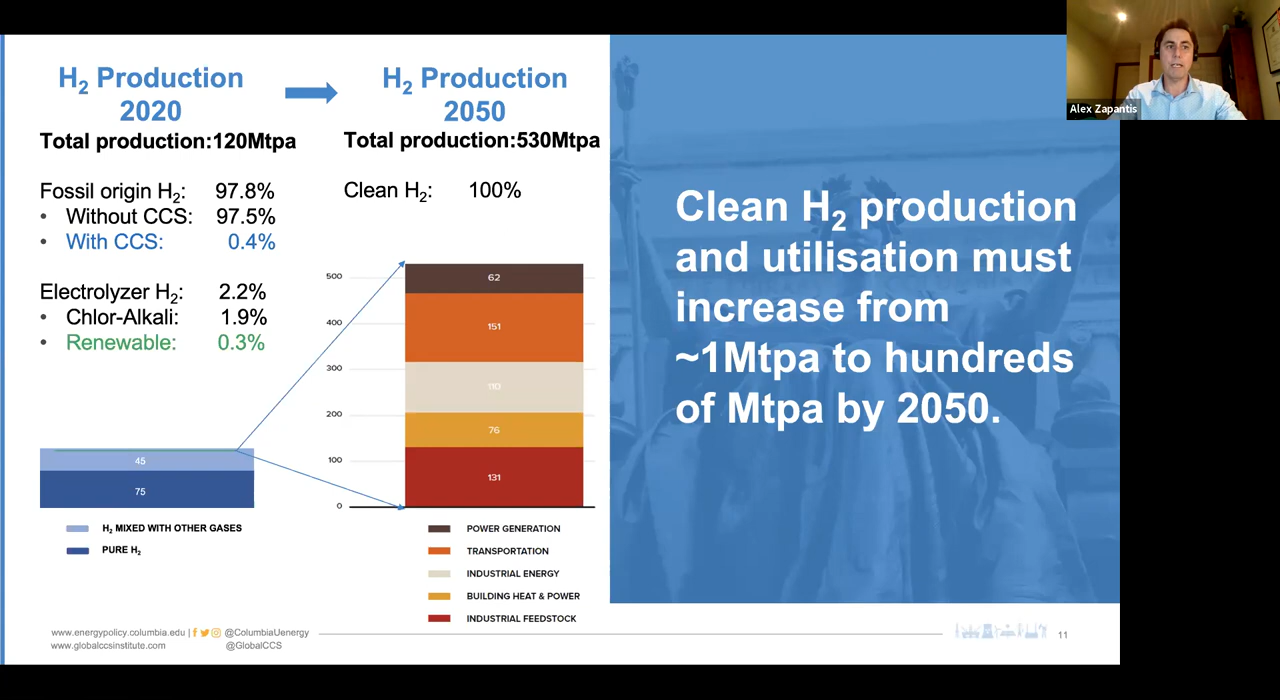 Alex Zapantis
H₂ Production
2020
Total production:120Mtpa
Fossil origin H₂: 97.8%
• Without CCS: 97.5%
• With CCS: 0.4%
Electrolyzer H₂: 2.2%
• Chlor-Alkali: 1.9%
• Renewable: 0.3%
45
75
H₂ MIXED WITH OTHER GASES
PURE H₂
H₂ Production
2050
Total production:530Mtpa
Clean H₂: 100%
500
400
300
200
100
0
62
151
110
76
131
POWER GENERATION
TRANSPORTATION
INDUSTRIAL ENERGY
BUILDING HEAT & POWER
INDUSTRIAL FEEDSTOCK
Clean H₂ production
and utilisation must
increase from
~1Mtpa to hundreds
of Mtpa by 2050.
www.energypolicy.columbia.edu | @ColumbiaUenergy
www.globalccsinstitute.com @GlobalCCS
11